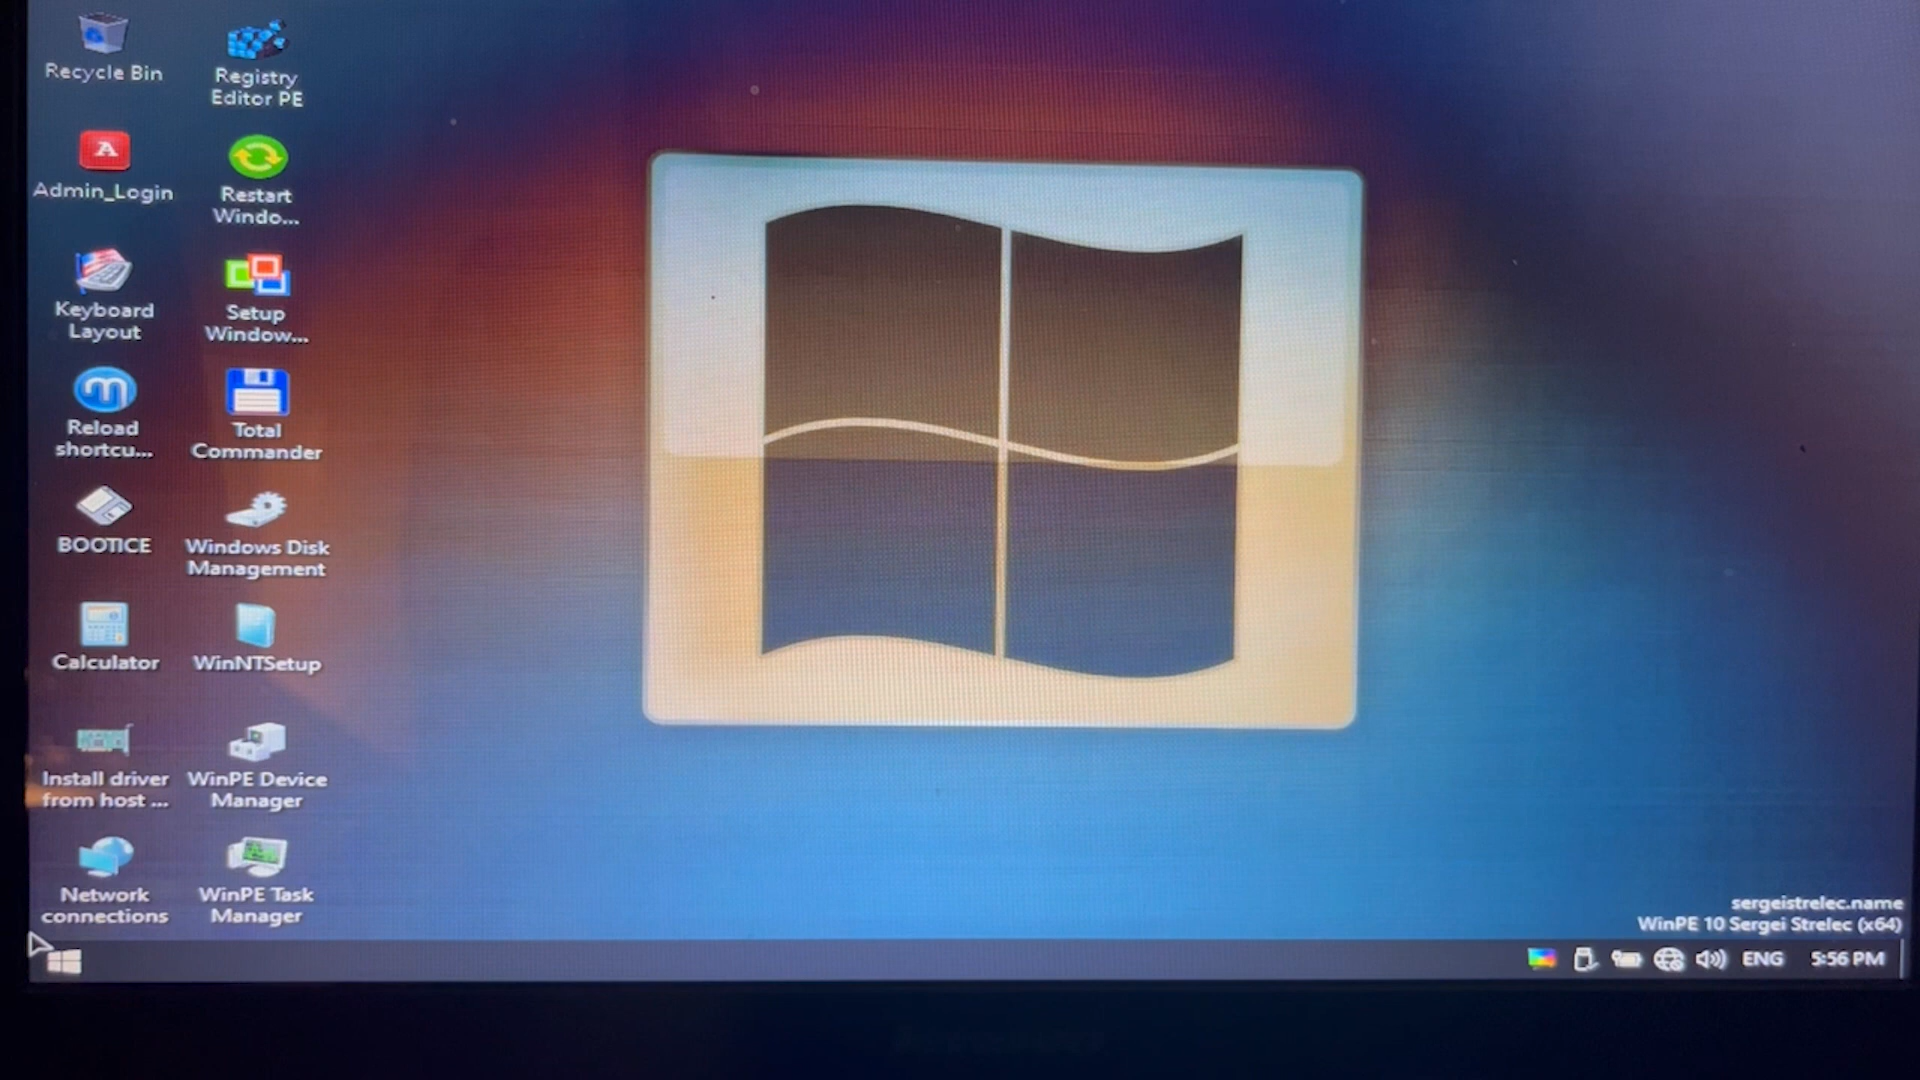 Recycle Bin
Registry
Editor PE
A
Admin_Login
Restart
Windo...
Keyboard
Layout
Setup
Window...
m
Reload
shortcu...
Total
Commander
BOOTICE
Windows Disk
Management
Calculator
WinNTSetup
Install driver
from host ...
WinPE Device
Manager
Network
connections
WinPE Task
Manager
sergeistrelec.name
WinPE 10 Sergei Strelec (x64)
ENG
5:56 PM